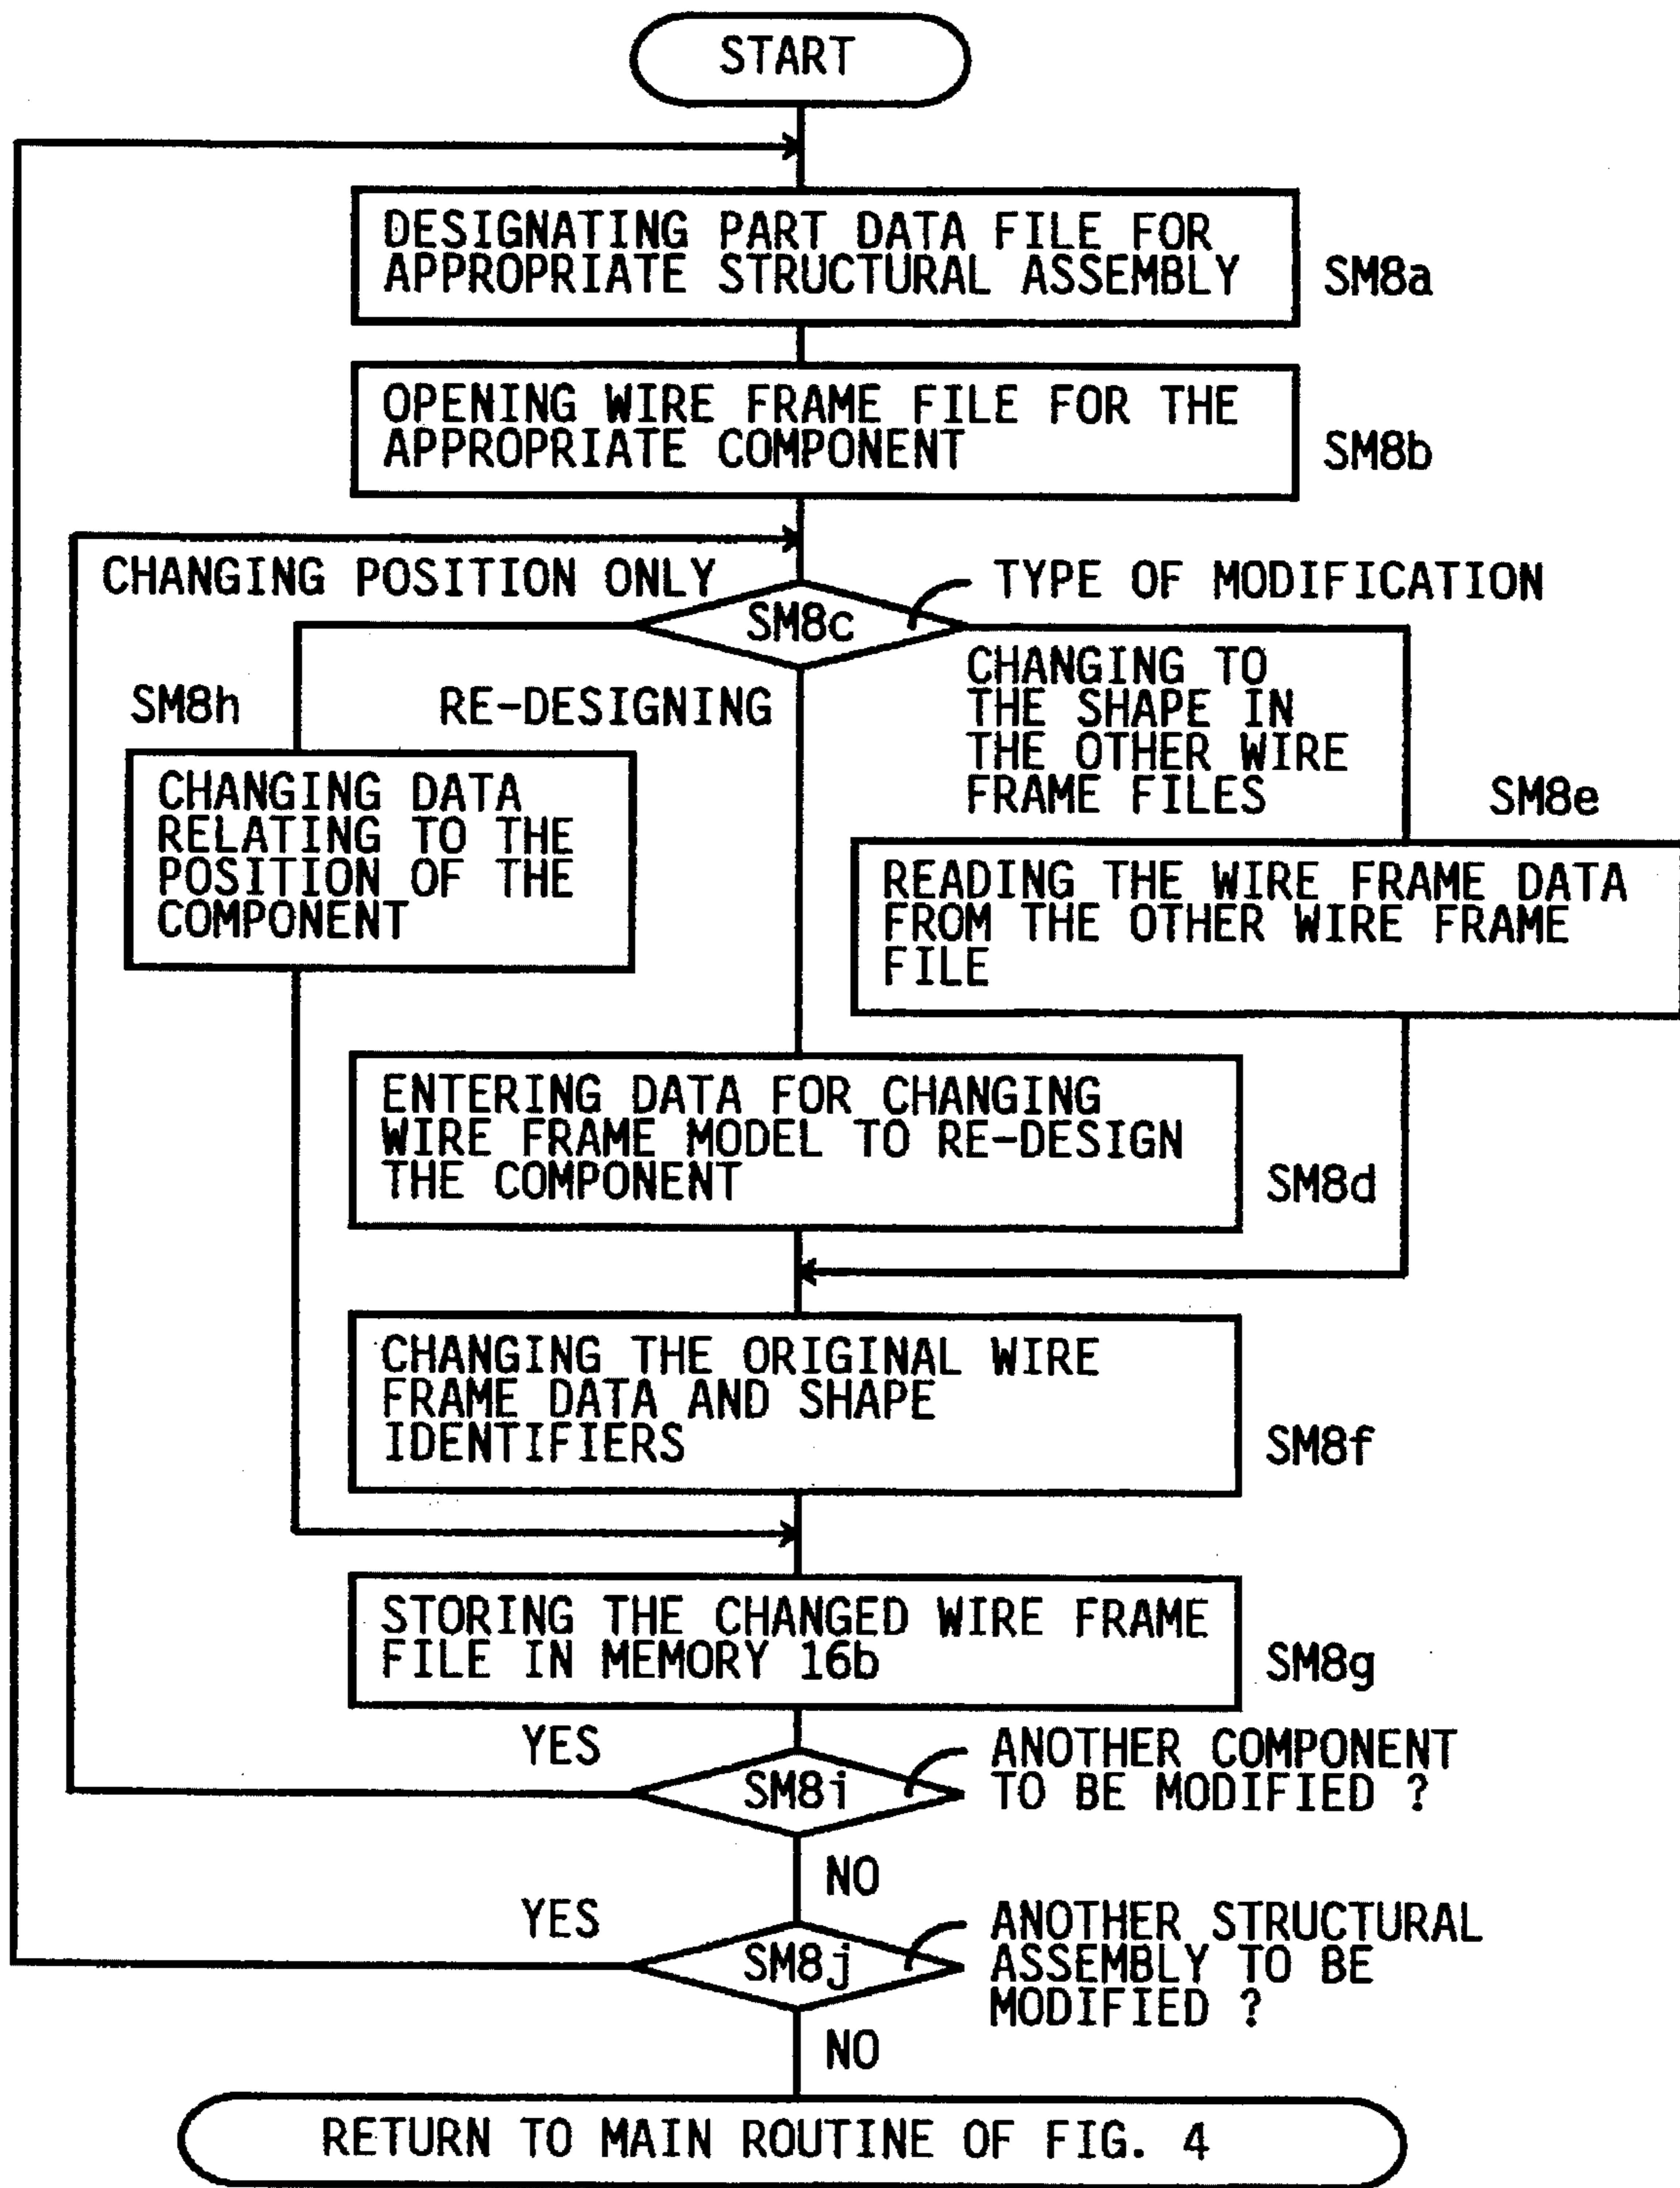 START
DESIGNATING PART DATA FILE FOR
APPROPRIATE STRUCTURAL ASSEMBLY
SM8a
OPENING WIRE FRAME FILE FOR THE
APPROPRIATE COMPONENT
SM8b
CHANGING POSITION ONLY
TYPE OF MODIFICATION
SM8c
CHANGING TO
THE SHAPE IN
THE OTHER WIRE
FRAME FILES
SM8h
RE-DESIGNING
SM8e
CHANGING DATA
RELATING TO THE
POSITION OF THE
COMPONENT
READING THE WIRE FRAME DATA
FROM THE OTHER WIRE FRAME
FILE
ENTERING DATA FOR CHANGING
WIRE FRAME MODEL TO RE-DESIGN
THE COMPONENT
SM8d
CHANGING THE ORIGINAL WIRE
FRAME DATA AND SHAPE
IDENTIFIERS
SM8f
STORING THE CHANGED WIRE FRAME
FILE IN MEMORY 16b
SM8g
YES
SM8i
ANOTHER COMPONENT
TO BE MODIFIED ?
NO
YES
SM8j
ANOTHER STRUCTURAL
ASSEMBLY TO BE
MODIFIED ?
NO
RETURN TO MAIN ROUTINE OF FIG. 4